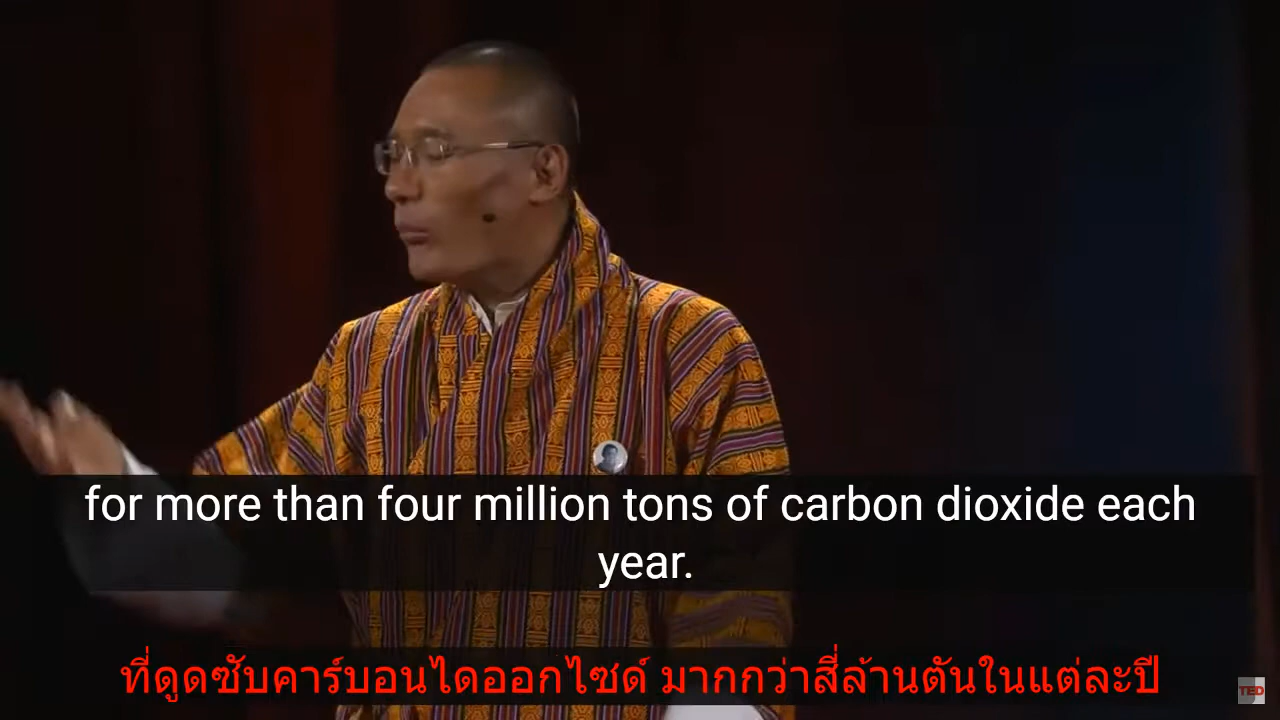 for more than four million tons of carbon dioxide each
year.
ที่ดูดซับคาร์บอนไดออกไซด์ มากกว่าสี่ล้านตันในแต่ละปี
TED